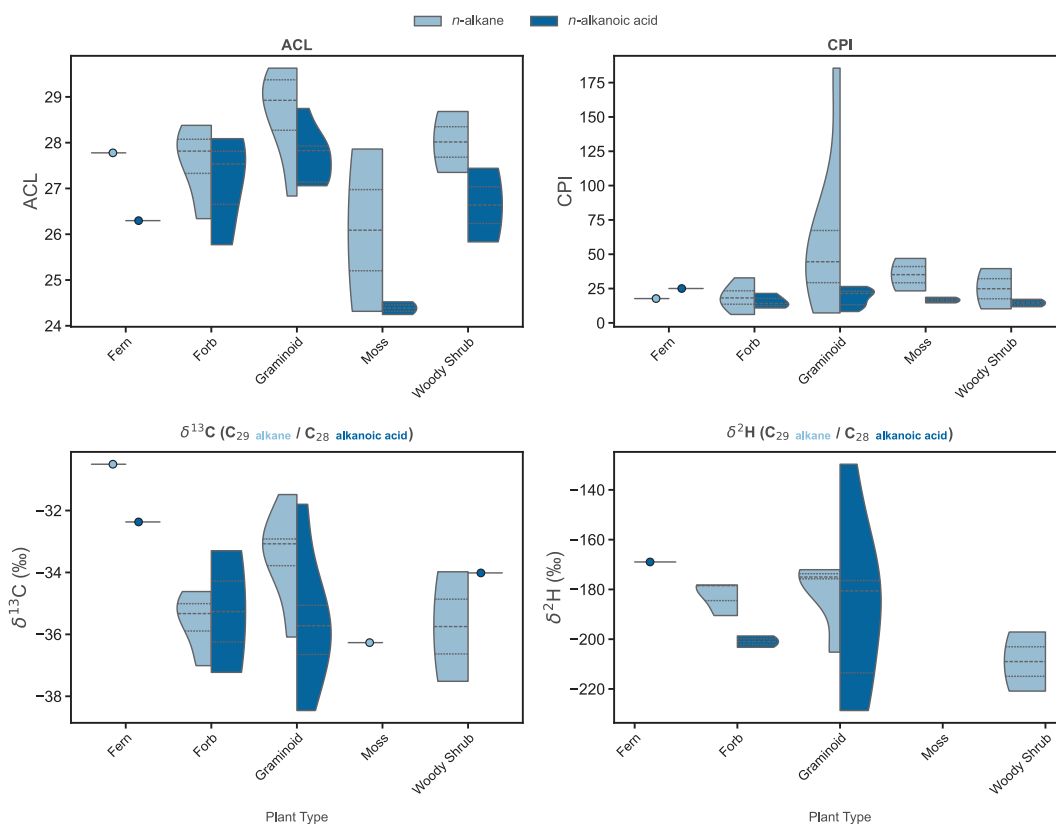 n-alkane n-alkanoic acid
ACL
CPI
29
28
27
26
25
24
ACL
Fern
Forb
Graminoid
Moss
Woody Shrub
175
150
125
100
75
50
25
0
CPI
Fern
Forb
Graminoid
Moss
Woody Shrub
δ¹³C (C₂₉ alkane / C₂₈ alkanoic acid)
δ²H (C₂₉ alkane / C₂₈ alkanoic acid)
−32
−34
−36
−38
δ¹³C (‰)
Fern
Forb
Graminoid
Moss
Woody Shrub
Plant Type
−140
−160
−180
−200
−220
δ²H (‰)
Fern
Forb
Graminoid
Moss
Woody Shrub
Plant Type